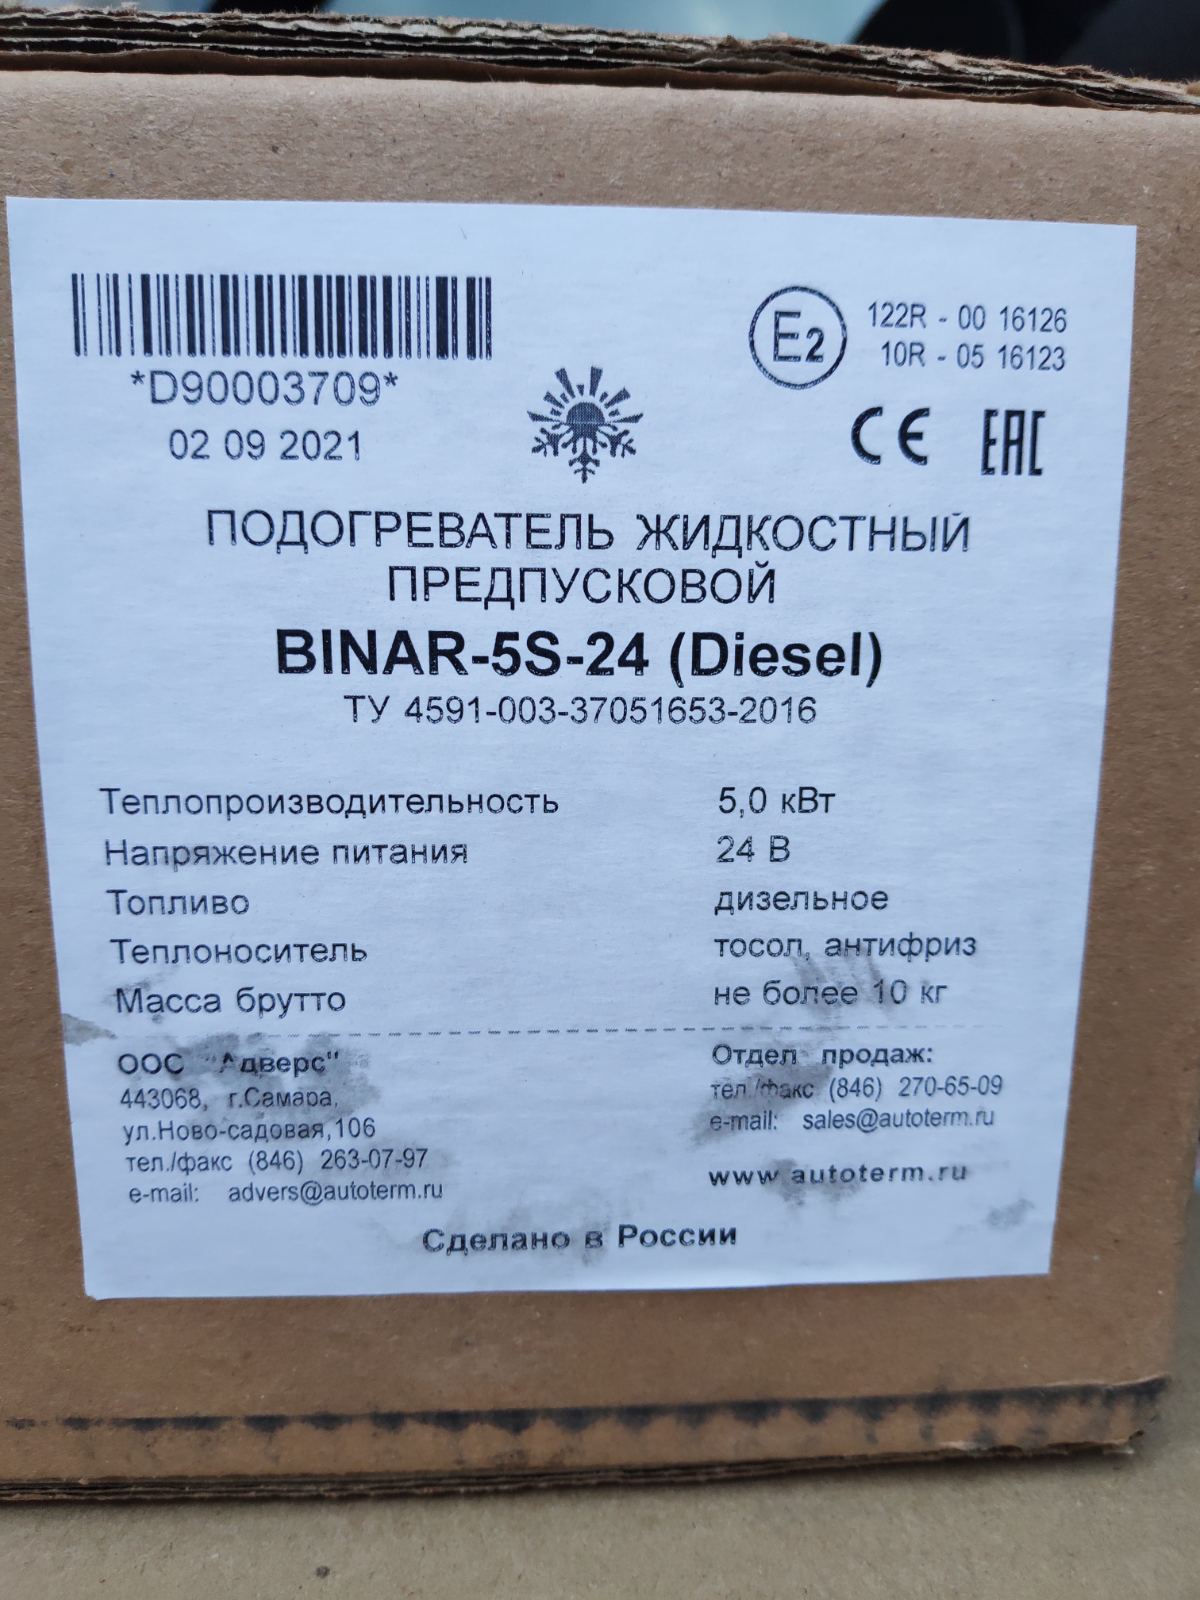 *D90003709*
02 09 2021
E2
122R - 00 16126
10R - 05 16123
CE EAC
ПОДОГРЕВАТЕЛЬ ЖИДКОСТНЫЙ
ПРЕДПУСКОВОЙ
BINAR-5S-24 (Diesel)
ТУ 4591-003-37051653-2016
Теплопроизводительность 5,0 кВт
Напряжение питания 24 В
Топливо дизельное
Теплоноситель тосол, антифриз
Масса брутто не более 10 кг
ООО "Адверс"
443068, г.Самара,
ул.Ново-садовая,106
тел./факс (846) 263-07-97
e-mail: advers@autoterm.ru
Отдел продаж:
тел./факс (846) 270-65-09
e-mail: sales@autoterm.ru
www.autoterm.ru
Сделано в России